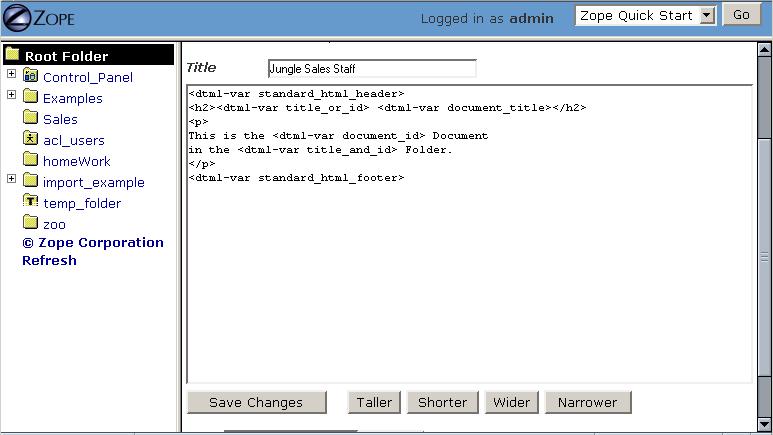 ZOPE
Logged in as admin
Zope Quick Start
Go
Root Folder
Control_Panel
Examples
Sales
acl_users
homeWork
import_example
temp_folder
zoo
© Zope Corporation
Refresh
Title
Jungle Sales Staff
<dtml-var standard_html_header>
<h2><dtml-var title_or_id> <dtml-var document_title></h2>
<p>
This is the <dtml-var document_id> Document
in the <dtml-var title_and_id> Folder.
</p>
<dtml-var standard_html_footer>
Save Changes
Taller
Shorter
Wider
Narrower